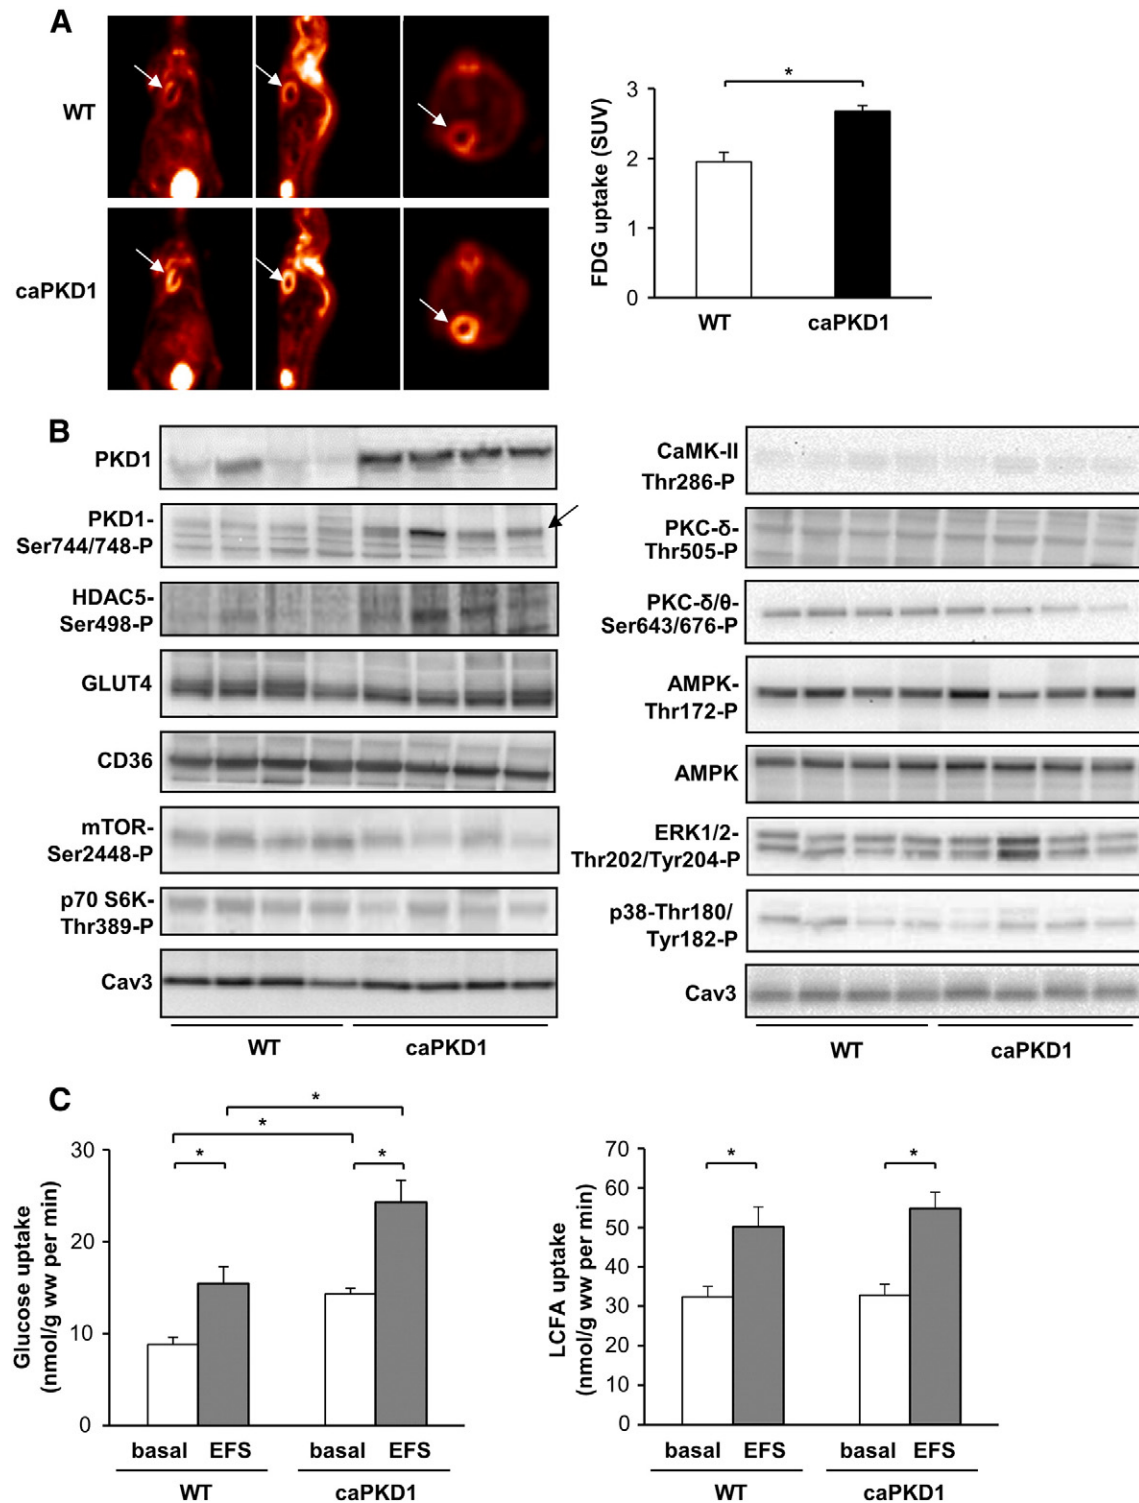 A
WT
caPKD1
*
FDG uptake (SUV)
3
2
1
0
WT
caPKD1
B
PKD1
PKD1-
Ser744/748-P
HDAC5-
Ser498-P
GLUT4
CD36
mTOR-
Ser2448-P
p70 S6K-
Thr389-P
Cav3
WT
caPKD1
CaMK-II
Thr286-P
PKC-δ-
Thr505-P
PKC-δ/θ-
Ser643/676-P
AMPK-
Thr172-P
AMPK
ERK1/2-
Thr202/Tyr204-P
p38-Thr180/
Tyr182-P
Cav3
WT
caPKD1
C
*
*
*
*
Glucose uptake
(nmol/g ww per min)
30
20
10
0
basal EFS
basal EFS
WT
caPKD1
*
*
LCFA uptake
(nmol/g ww per min)
70
60
50
40
30
20
10
0
basal EFS
basal EFS
WT
caPKD1